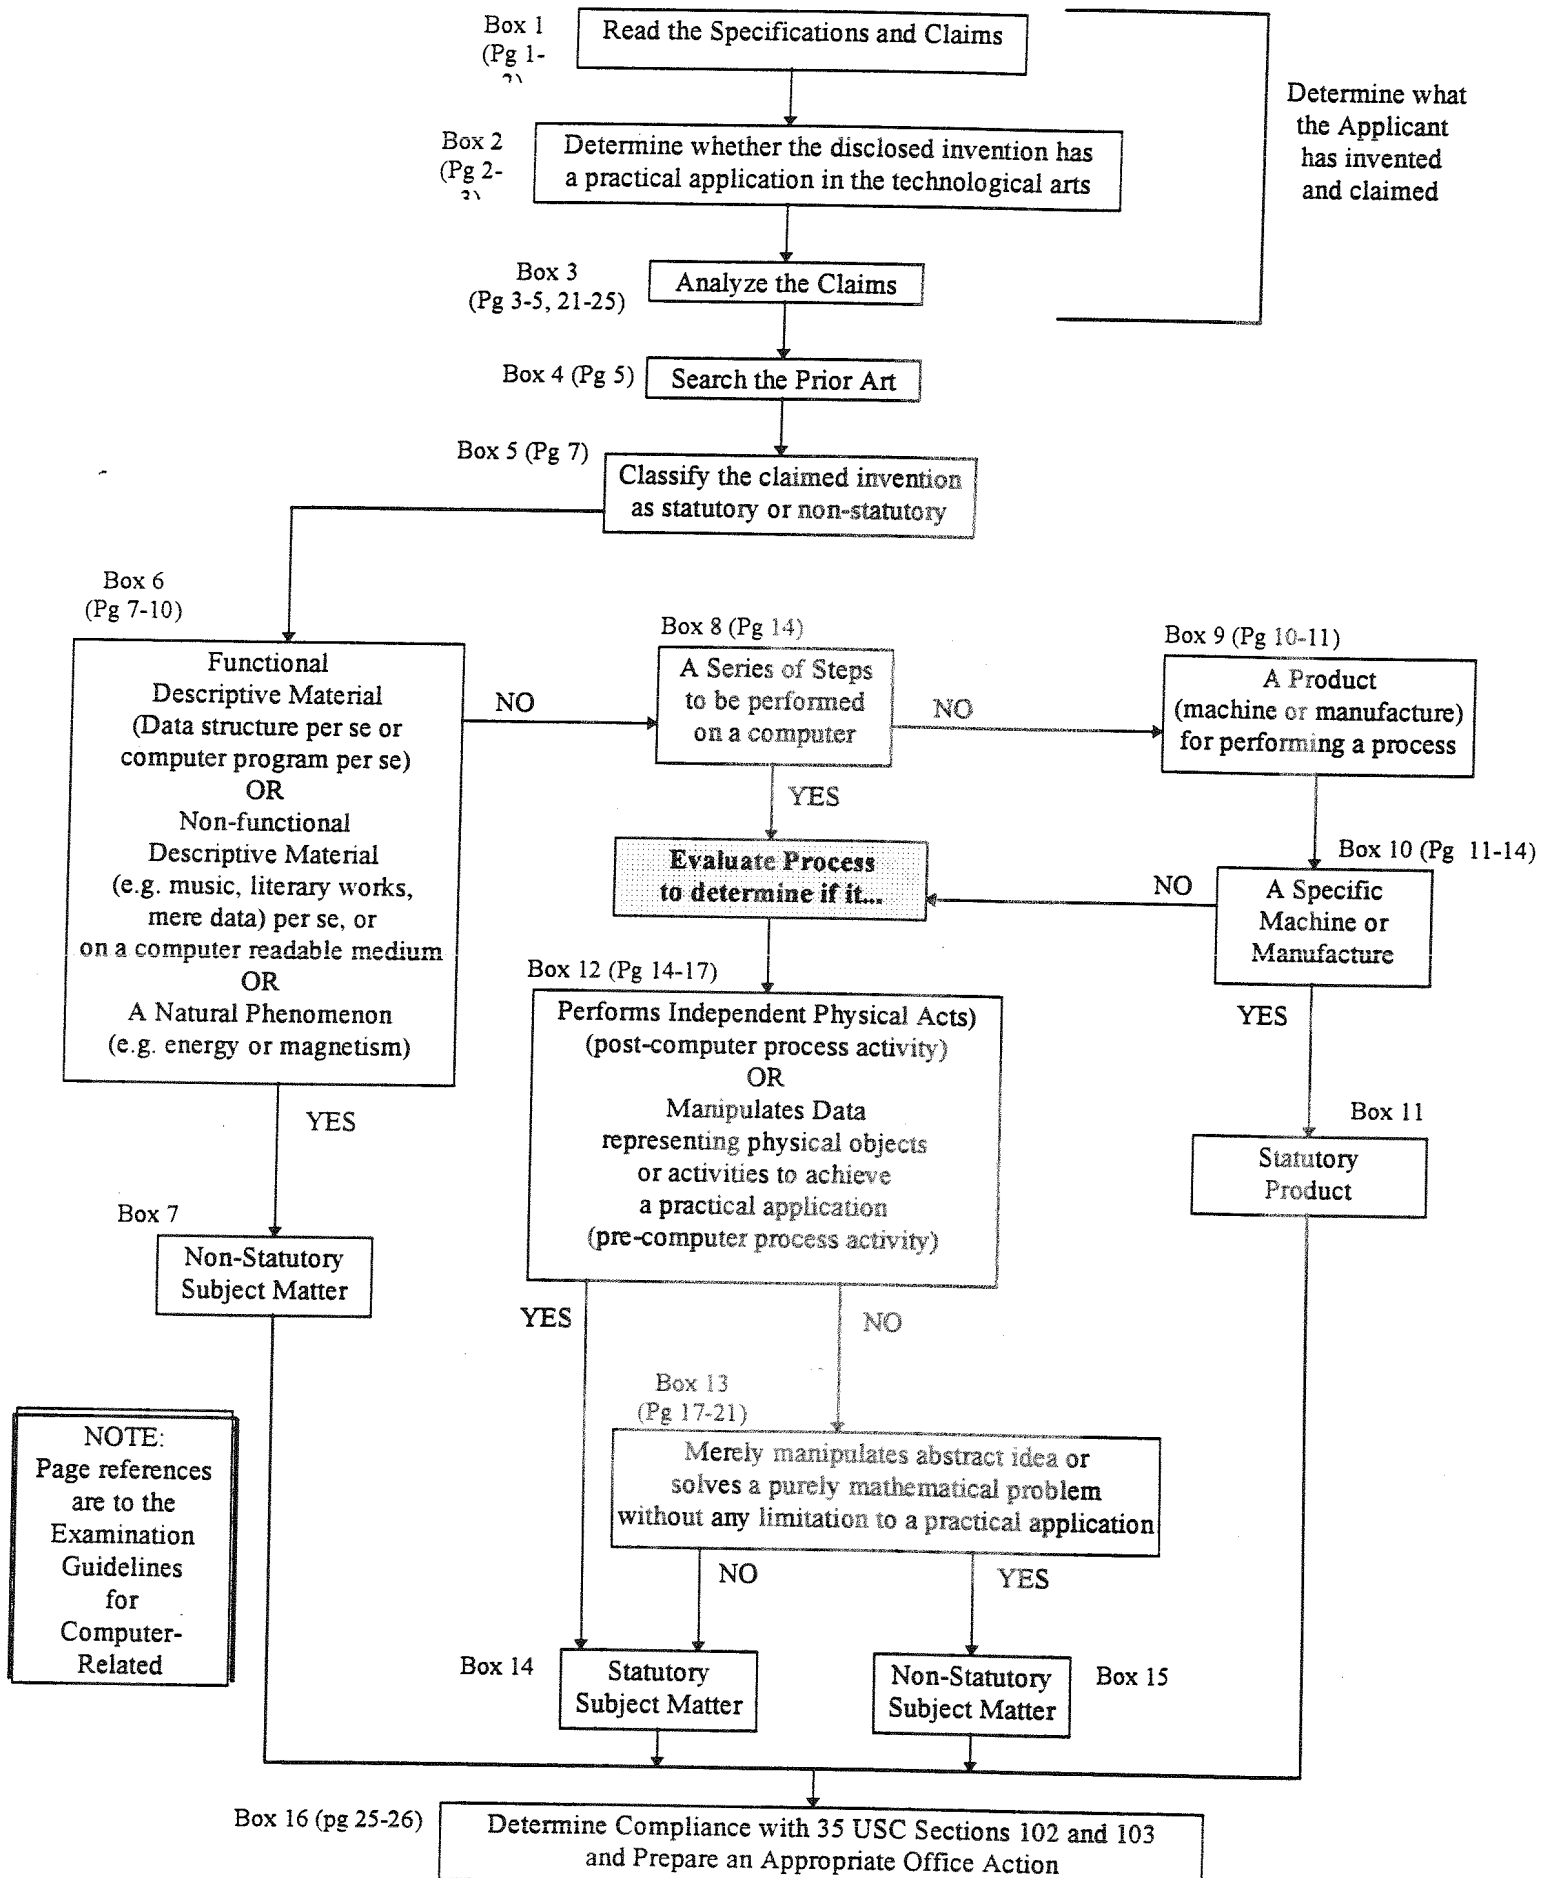 Box 1
(Pg 1-
Read the Specifications and Claims
Determine what
the Applicant
has invented
and claimed
Box 2
(Pg 2-
Determine whether the disclosed invention has
a practical application in the technological arts
Box 3
(Pg 3-5, 21-25)
Analyze the Claims
Box 4 (Pg 5)
Search the Prior Art
Box 5 (Pg 7)
Classify the claimed invention
as statutory or non-statutory
Box 6
(Pg 7-10)
Functional
Descriptive Material
(Data structure per se or
computer program per se)
OR
Non-functional
Descriptive Material
(e.g. music, literary works,
mere data) per se, or
on a computer readable medium
OR
A Natural Phenomenon
(e.g. energy or magnetism)
NO
Box 8 (Pg 14)
A Series of Steps
to be performed
on a computer
NO
Box 9 (Pg 10-11)
A Product
(machine or manufacture)
for performing a process
YES
Evaluate Process
to determine if it...
NO
Box 10 (Pg 11-14)
A Specific
Machine or
Manufacture
YES
Box 11
Statutory
Product
Box 12 (Pg 14-17)
Performs Independent Physical Acts)
(post-computer process activity)
OR
Manipulates Data
representing physical objects
or activities to achieve
a practical application
(pre-computer process activity)
YES
Box 7
Non-Statutory
Subject Matter
YES
NO
Box 13
(Pg 17-21)
Merely manipulates abstract idea or
solves a purely mathematical problem
without any limitation to a practical application
NO
YES
NOTE:
Page references
are to the
Examination
Guidelines
for
Computer-
Related
Box 14
Statutory
Subject Matter
Non-Statutory
Subject Matter
Box 15
Box 16 (pg 25-26)
Determine Compliance with 35 USC Sections 102 and 103
and Prepare an Appropriate Office Action